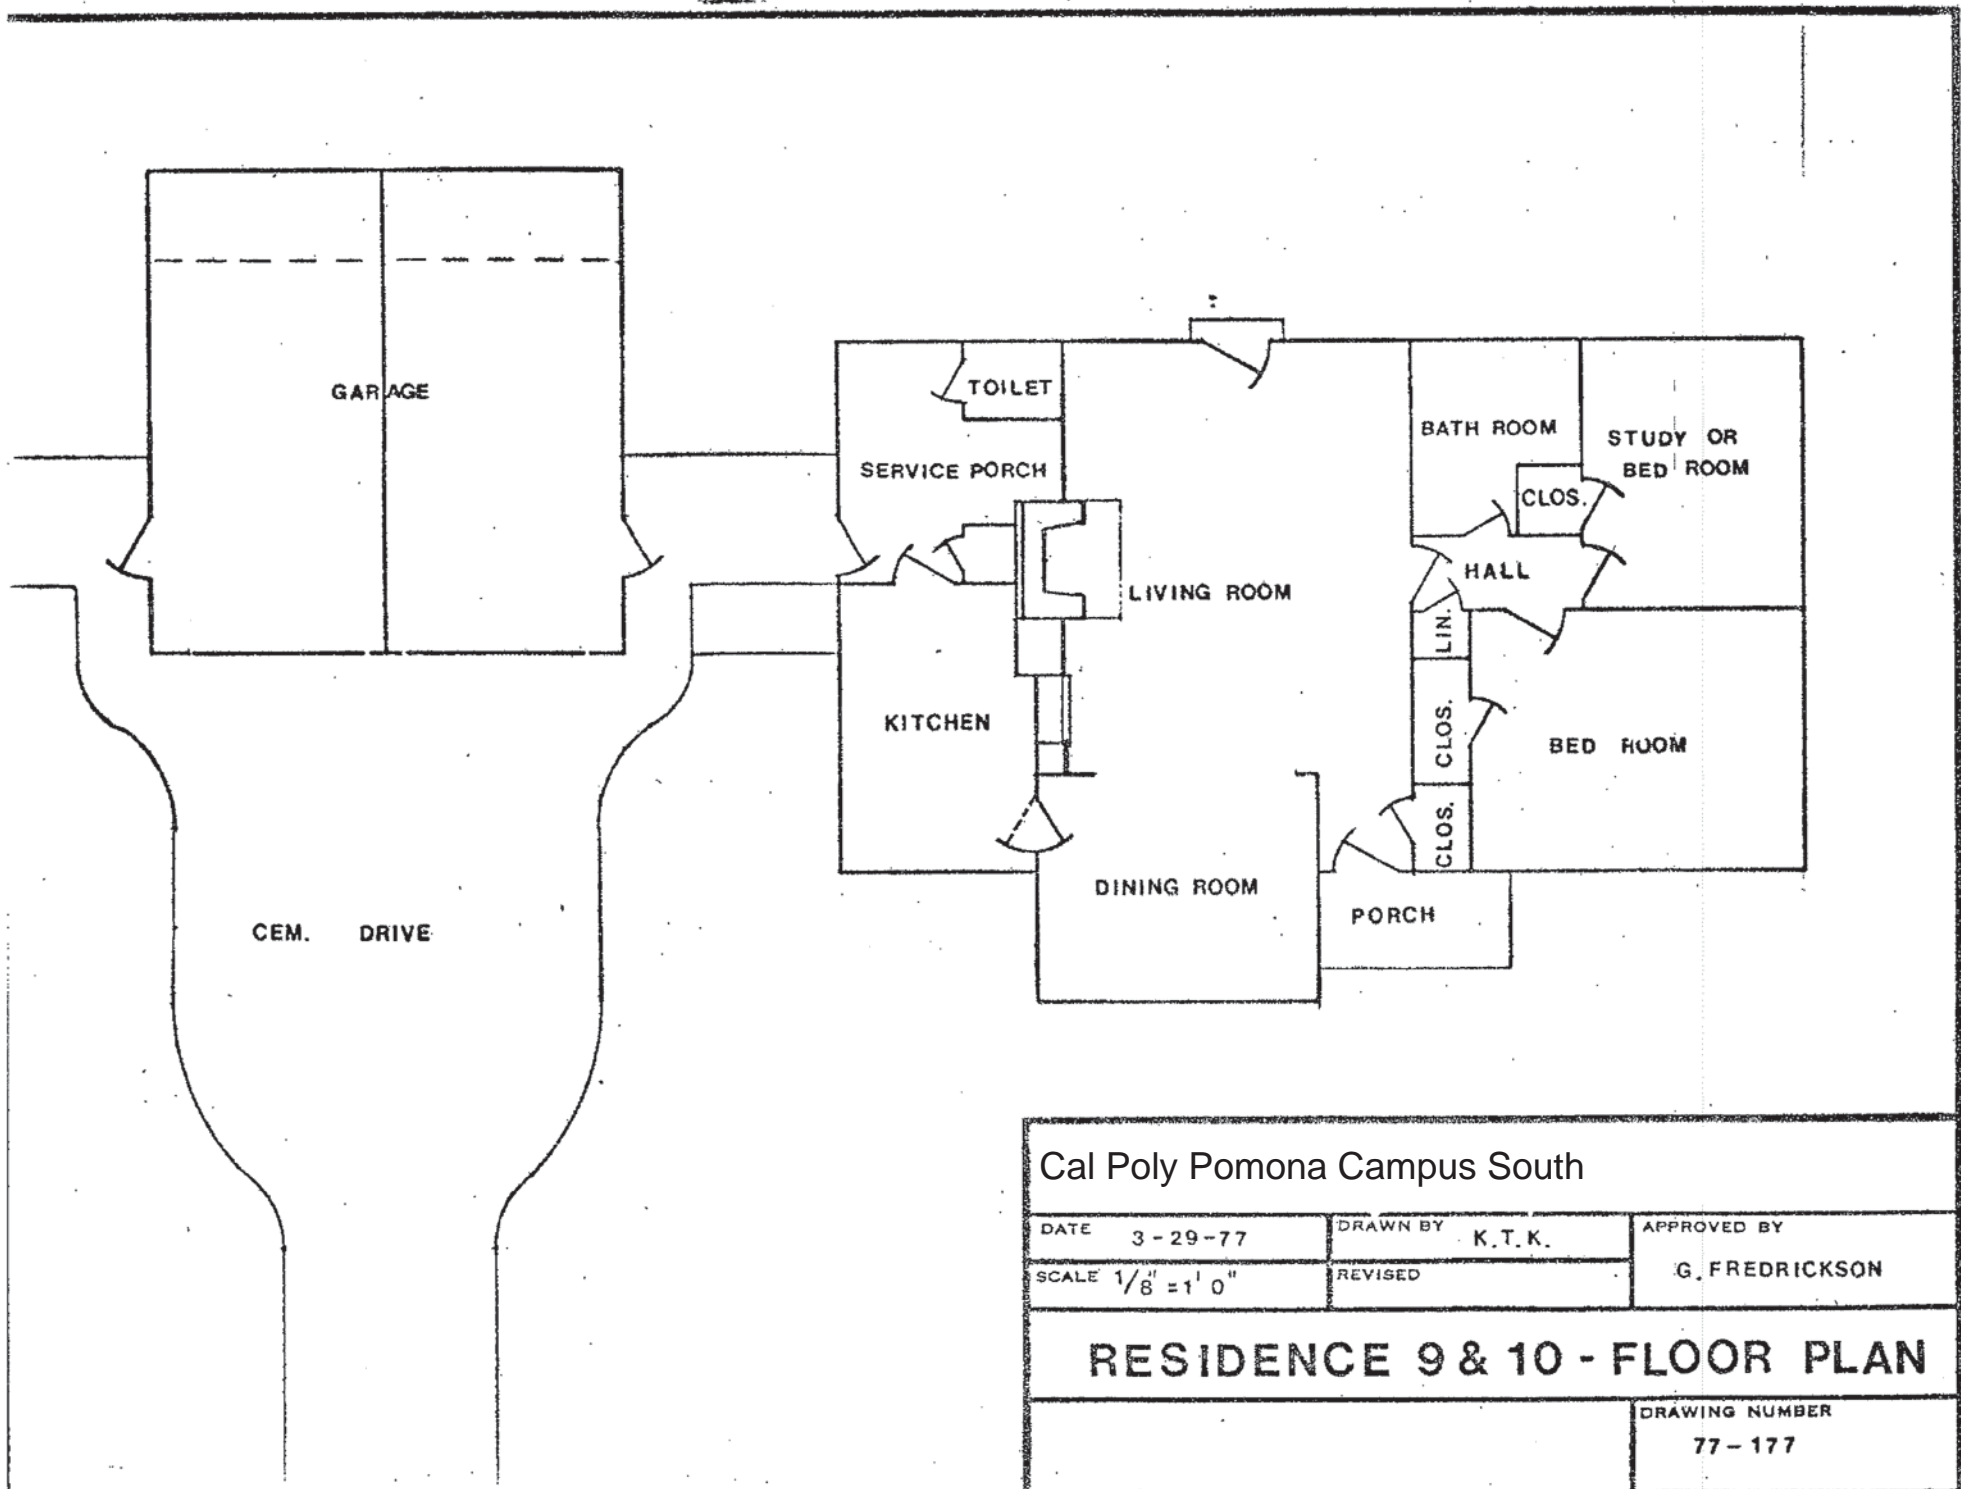 GARAGE
TOILET
SERVICE PORCH
BATH ROOM
STUDY OR
BED ROOM
CLOS.
HALL
LIVING ROOM
LIN.
KITCHEN
CLOS.
BED ROOM
CLOS.
DINING ROOM
PORCH
CEM. DRIVE
Cal Poly Pomona Campus South
DATE 3-29-77
DRAWN BY K.T.K.
APPROVED BY
G. FREDRICKSON
SCALE 1/8" = 1' 0"
REVISED
RESIDENCE 9 & 10 - FLOOR PLAN
DRAWING NUMBER
77-177